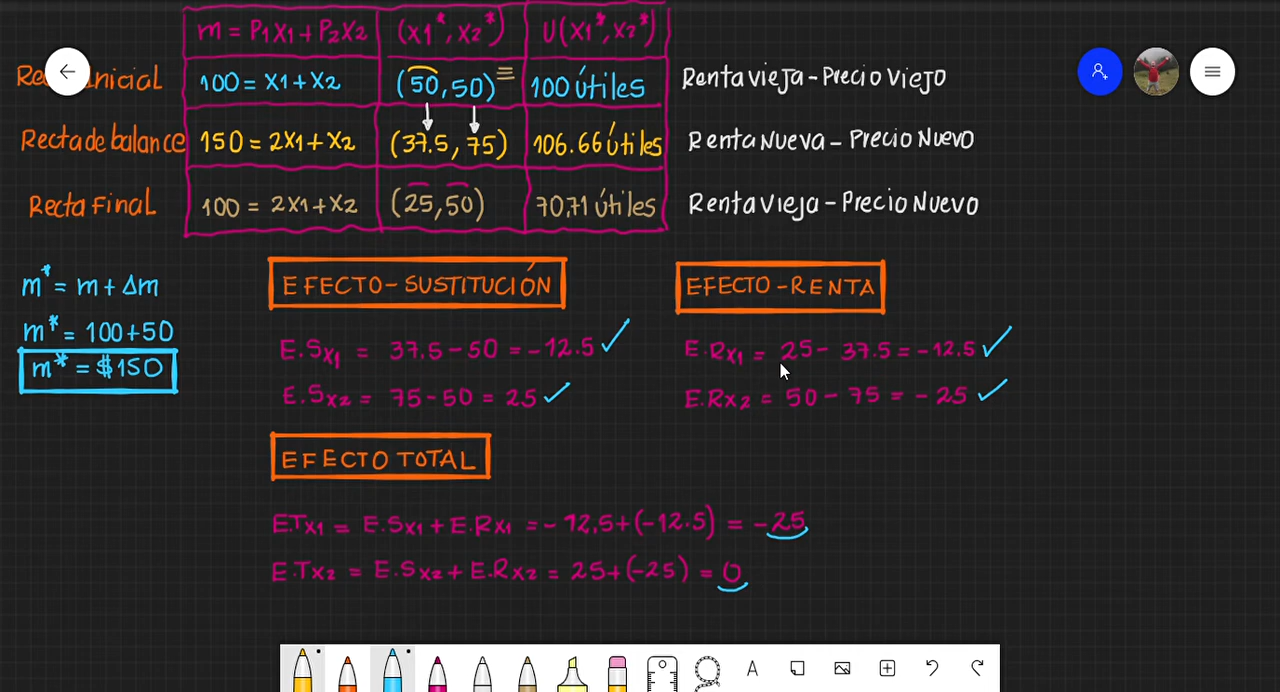 m = P1X1 + P2X2 (X1*, X2*) U(X1*, X2*)
Inicial 100 = X1 + X2 (50, 50) 100 útiles Renta vieja - Precio Viejo
Recta de balance 150 = 2X1 + X2 (37.5, 75) 106.66 útiles Renta Nueva - Precio Nuevo
Recta Final 100 = 2X1 + X2 (25, 50) 70,71 útiles Renta Vieja - Precio Nuevo
m* = m + Δm
m* = 100 + 50
m* = $150
EFECTO - SUSTITUCIÓN
E.Sx1 = 37.5 - 50 = -12.5
E.Sx2 = 75 - 50 = 25
EFECTO - RENTA
E.Rx1 = 25 - 37.5 = -12.5
E.Rx2 = 50 - 75 = -25
EFECTO TOTAL
E.Tx1 = E.Sx1 + E.Rx1 = -12.5 + (-12.5) = -25
E.Tx2 = E.Sx2 + E.Rx2 = 25 + (-25) = 0